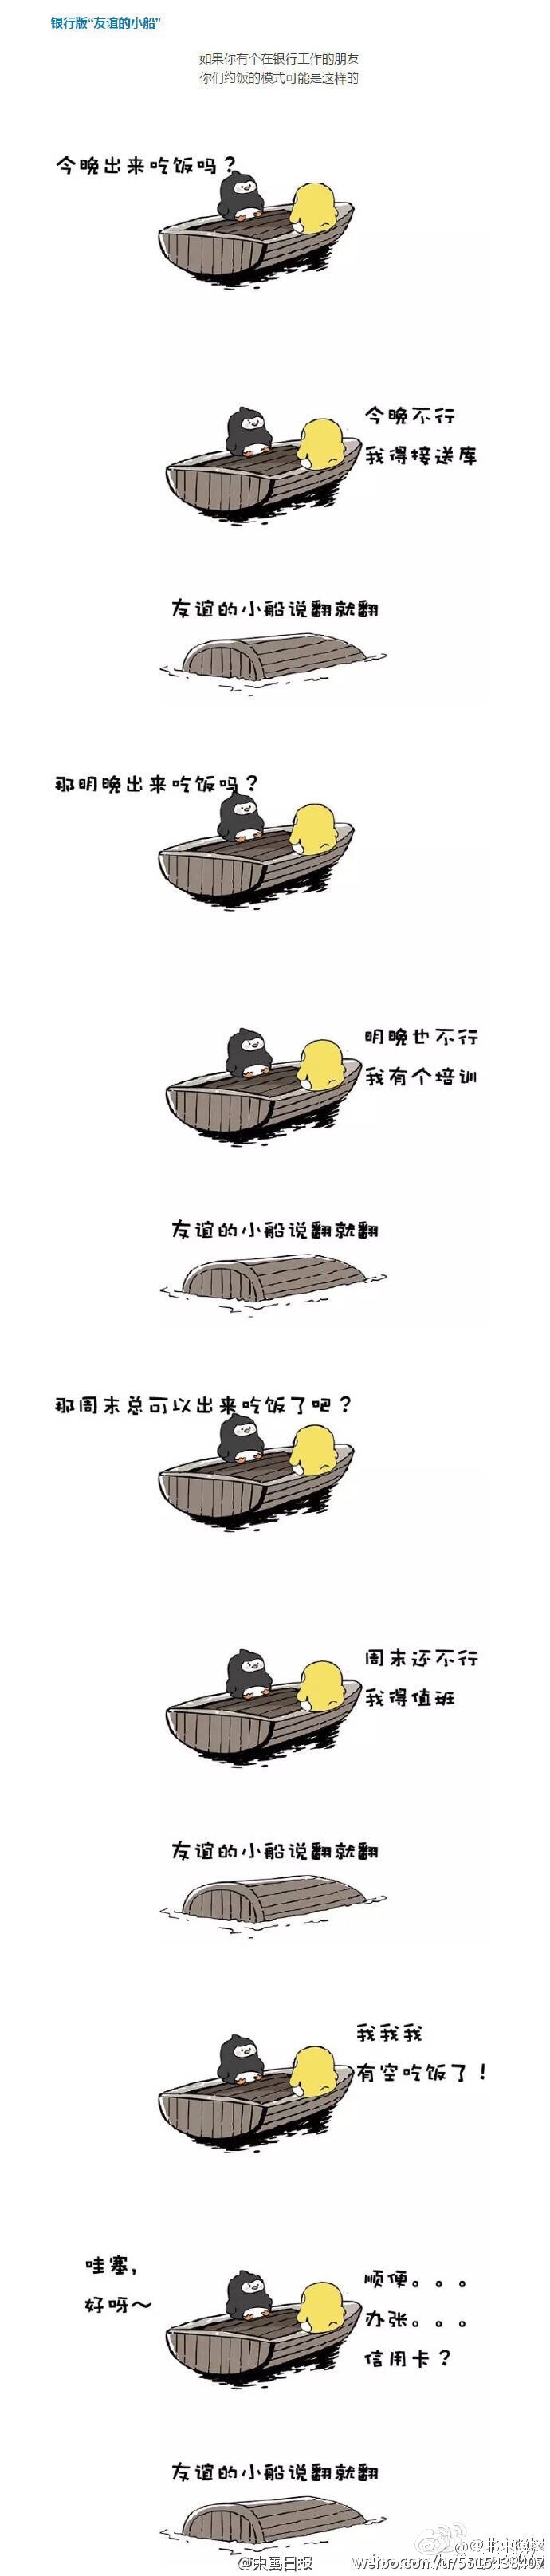 银行版“友谊的小船”
如果你有个在银行工作的朋友
你们约饭的模式可能是这样的
今晚出来吃饭吗？
今晚不行
我得接送库
友谊的小船说翻就翻
那明晚出来吃饭吗？
明晚也不行
我有个培训
友谊的小船说翻就翻
那周末总可以出来吃饭了吧？
周末还不行
我得值班
友谊的小船说翻就翻
我我我
有空吃饭了！
哇塞，
好呀～
顺便。。。
办张。。。
信用卡？
友谊的小船说翻就翻
@中国日报